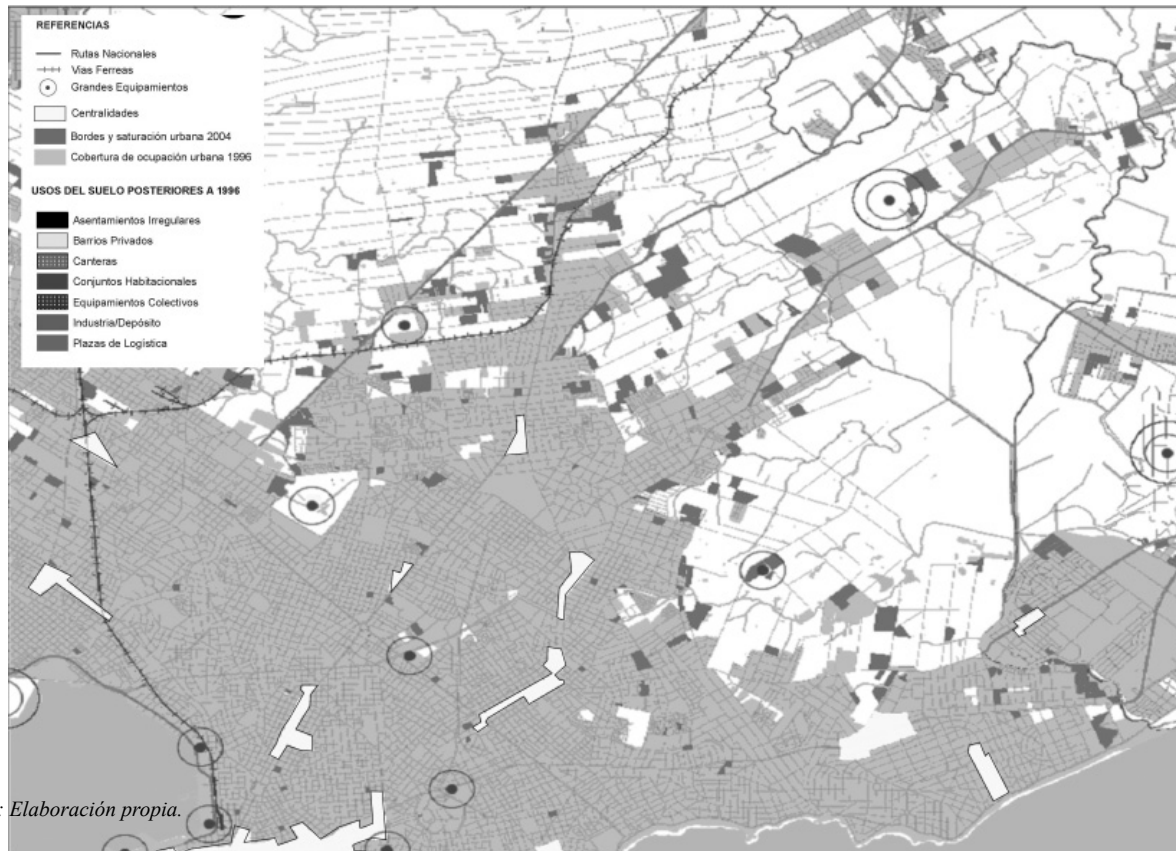 REFERENCIAS
Rutas Nacionales
Vias Ferreas
Grandes Equipamientos
Centralidades
Bordes y saturación urbana 2004
Cobertura de ocupación urbana 1996
USOS DEL SUELO POSTERIORES A 1996
Asentamientos Irregulares
Barrios Privados
Canteras
Conjuntos Habitacionales
Equipamientos Colectivos
Industria/Depósito
Plazas de Logística
: Elaboración propia.